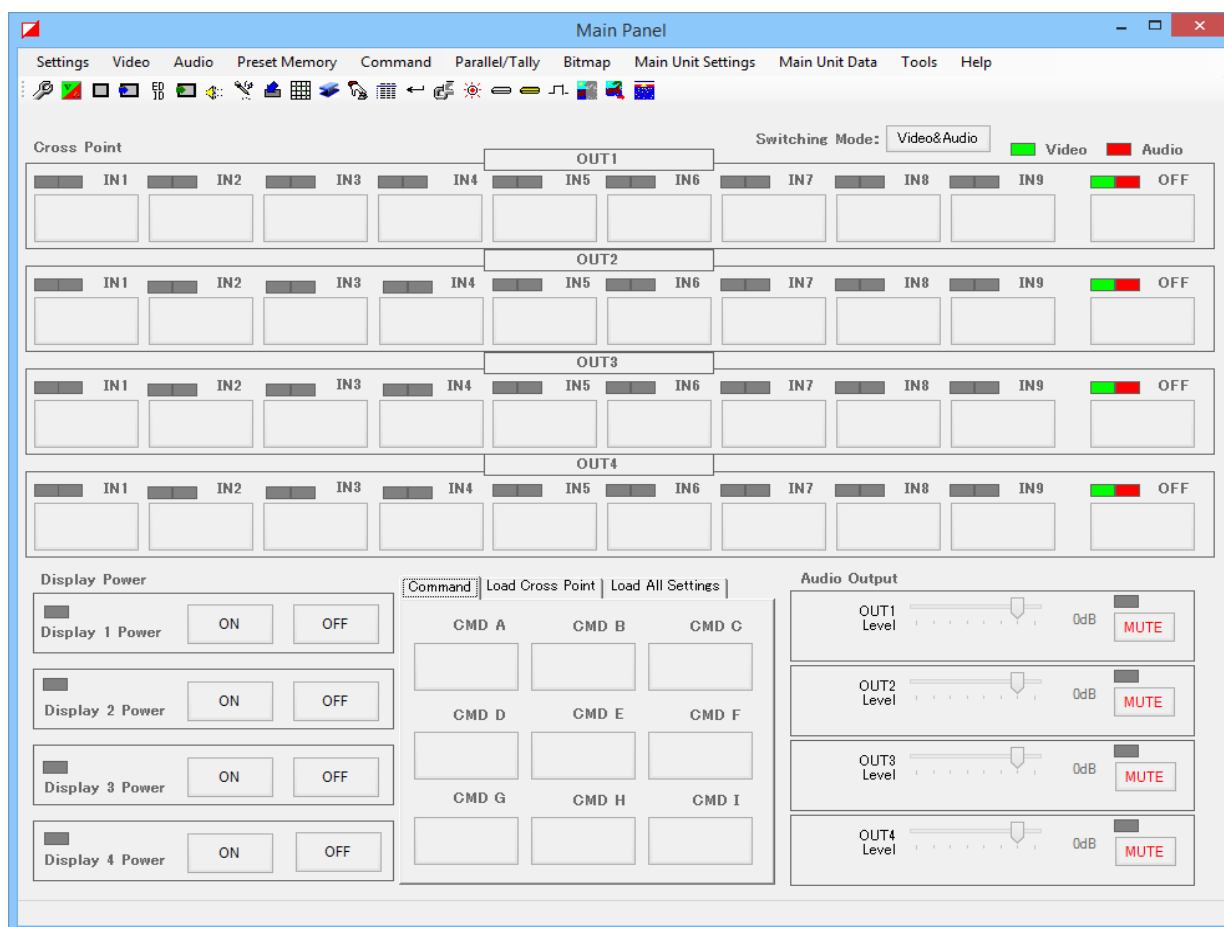 Main Panel
Settings Video Audio Preset Memory Command Parallel/Tally Bitmap Main Unit Settings Main Unit Data Tools Help
Cross Point
Switching Mode: Video&Audio Video Audio
OUT1
IN1 IN2 IN3 IN4 IN5 IN6 IN7 IN8 IN9 OFF
OUT2
IN1 IN2 IN3 IN4 IN5 IN6 IN7 IN8 IN9 OFF
OUT3
IN1 IN2 IN3 IN4 IN5 IN6 IN7 IN8 IN9 OFF
OUT4
IN1 IN2 IN3 IN4 IN5 IN6 IN7 IN8 IN9 OFF
Display Power
Display 1 Power ON OFF
Display 2 Power ON OFF
Display 3 Power ON OFF
Display 4 Power ON OFF
Command Load Cross Point Load All Settings
CMD A CMD B CMD C
CMD D CMD E CMD F
CMD G CMD H CMD I
Audio Output
OUT1
Level 0dB MUTE
OUT2
Level 0dB MUTE
OUT3
Level 0dB MUTE
OUT4
Level 0dB MUTE